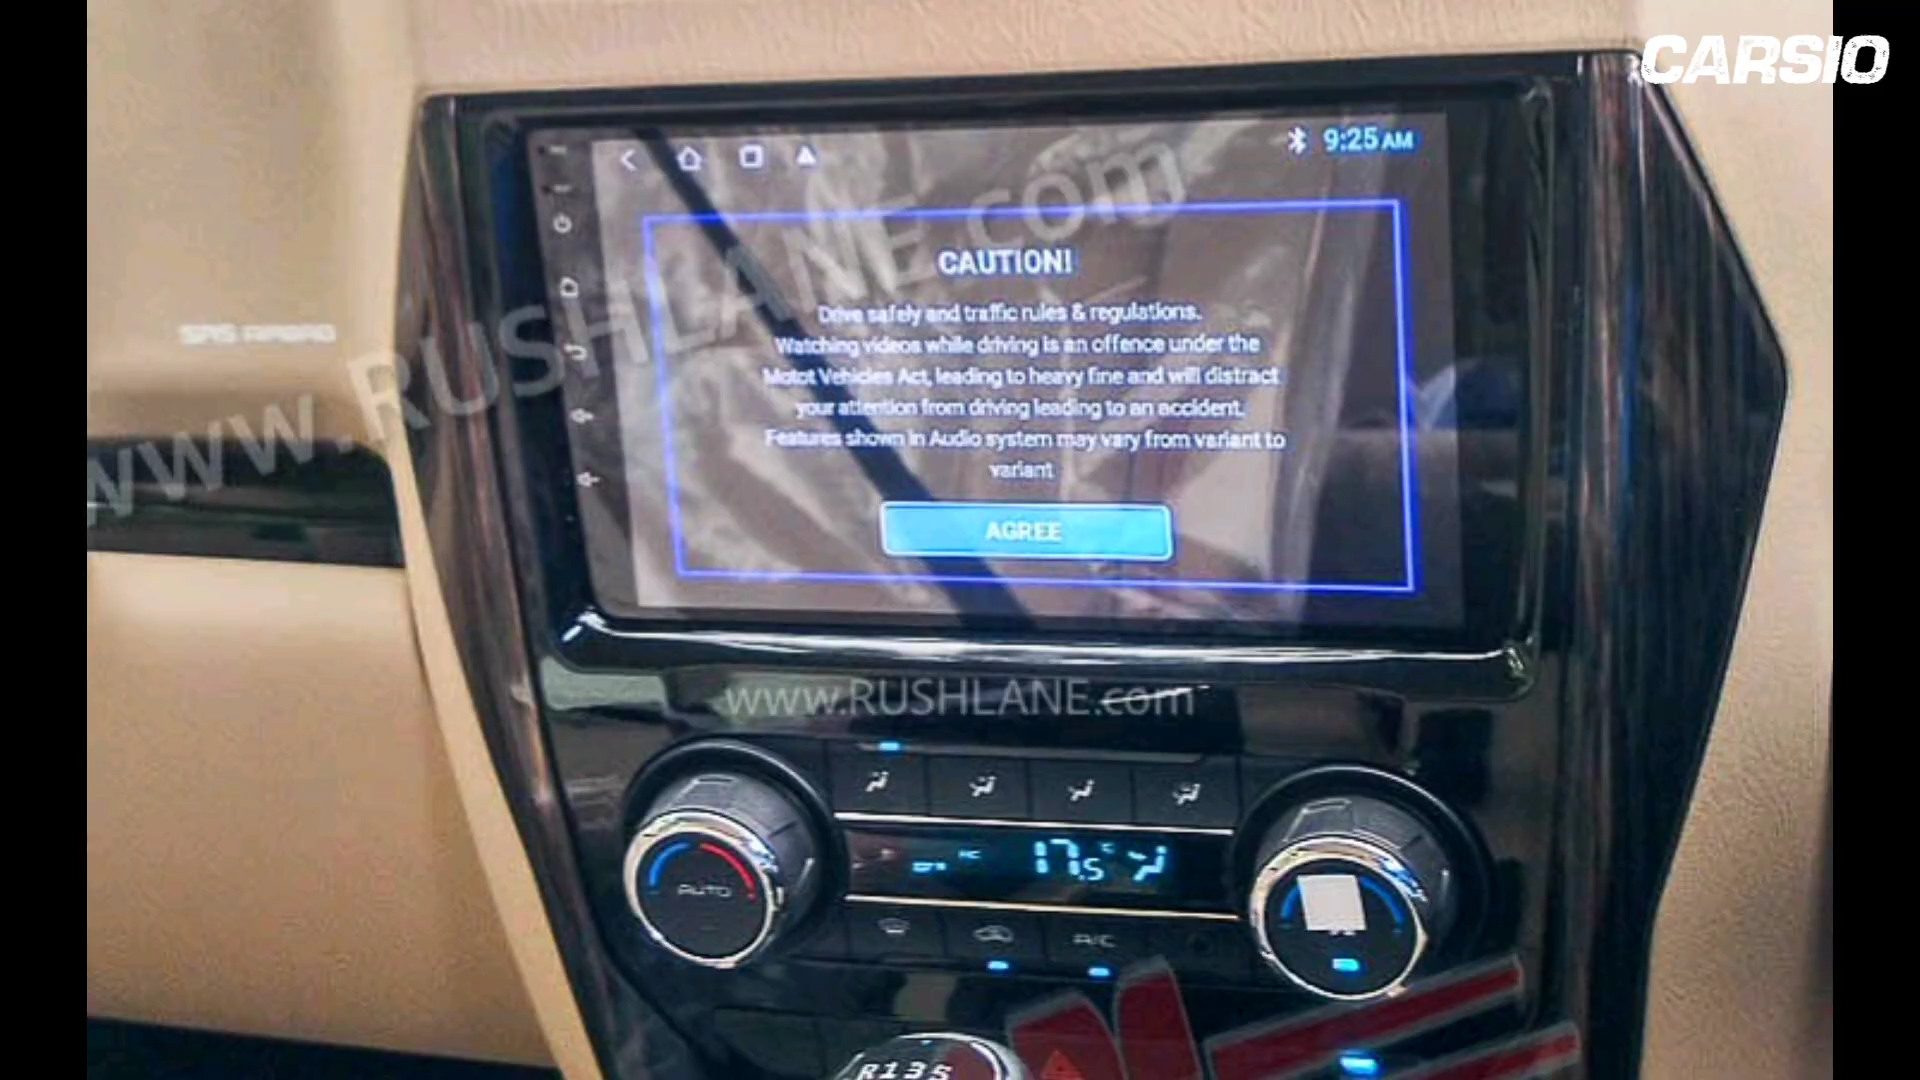 CARSIO
9:25 AM
CAUTION!
Drive safely and traffic rules & regulations.
Watching videos while driving is an offence under the
Motot Vehicles Act, leading to heavy fine and will distract
your attention from driving leading to an accident.
Features shown in Audio system may vary from variant to
variant
AGREE
SRS AIRBAG
www.RUSHLANE.com
www.RUSHLANE.com
17.5°C
AUTO
A/C
R135